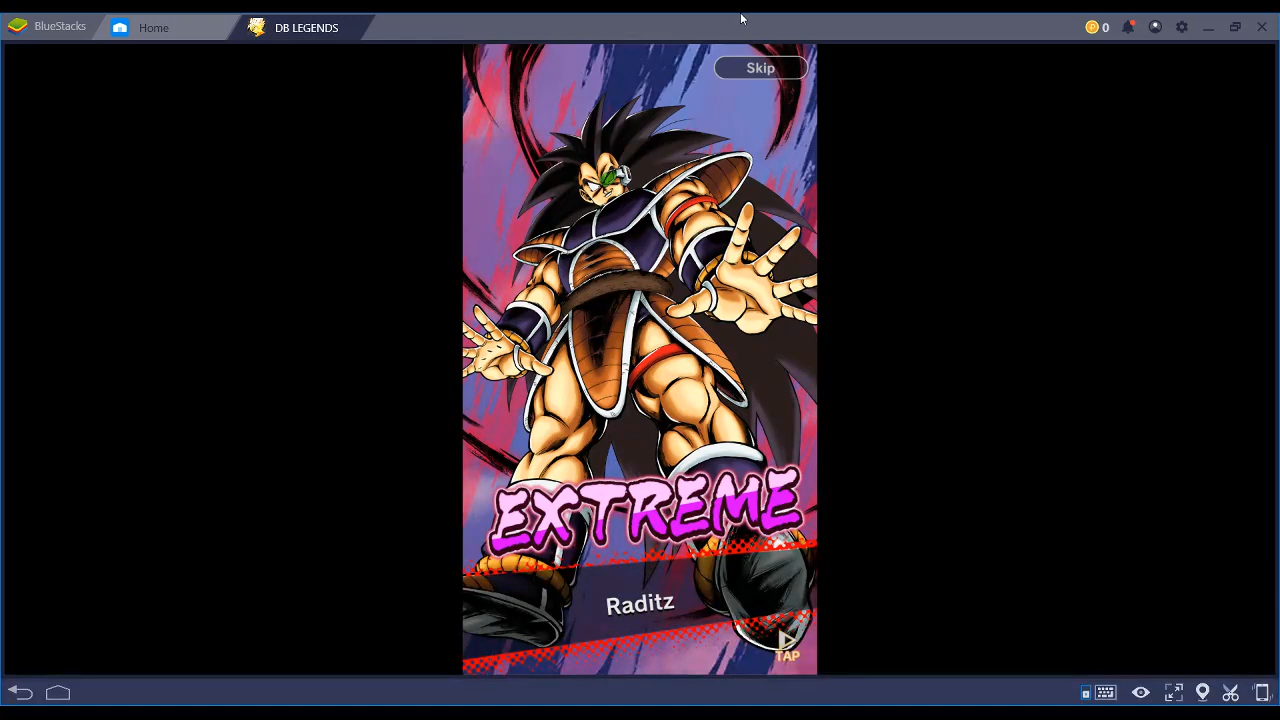 BlueStacks
Home
DB LEGENDS
0
Skip
EXTREME
Raditz
TAP